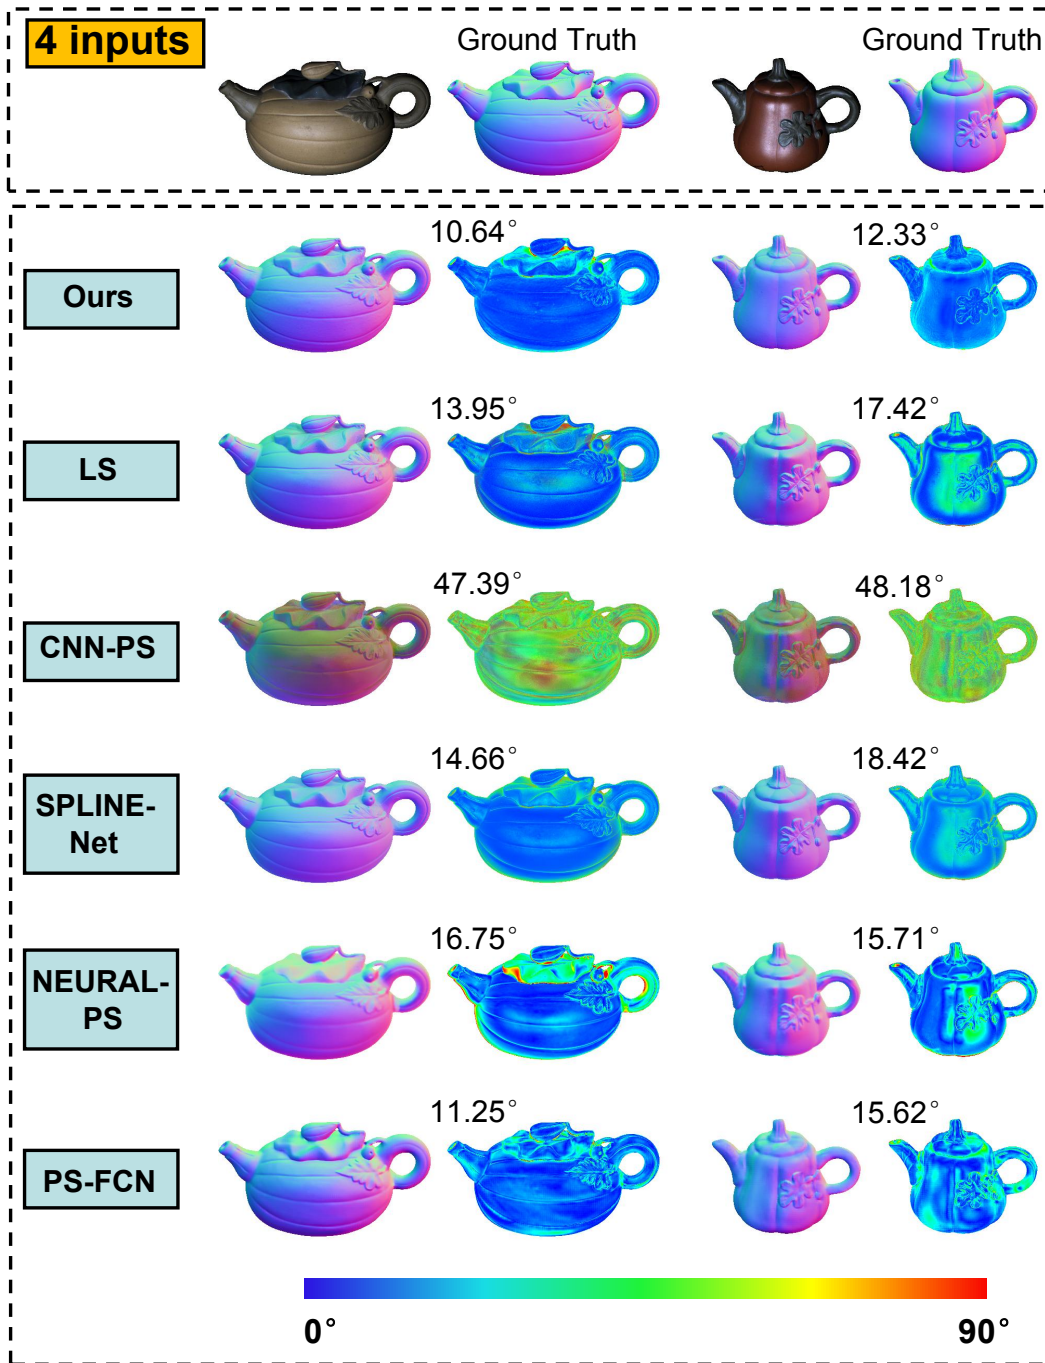 4 inputs
Ground Truth
Ground Truth
Ours
10.64°
12.33°
LS
13.95°
17.42°
CNN-PS
47.39°
48.18°
SPLINE-
Net
14.66°
18.42°
NEURAL-
PS
16.75°
15.71°
PS-FCN
11.25°
15.62°
0°
90°